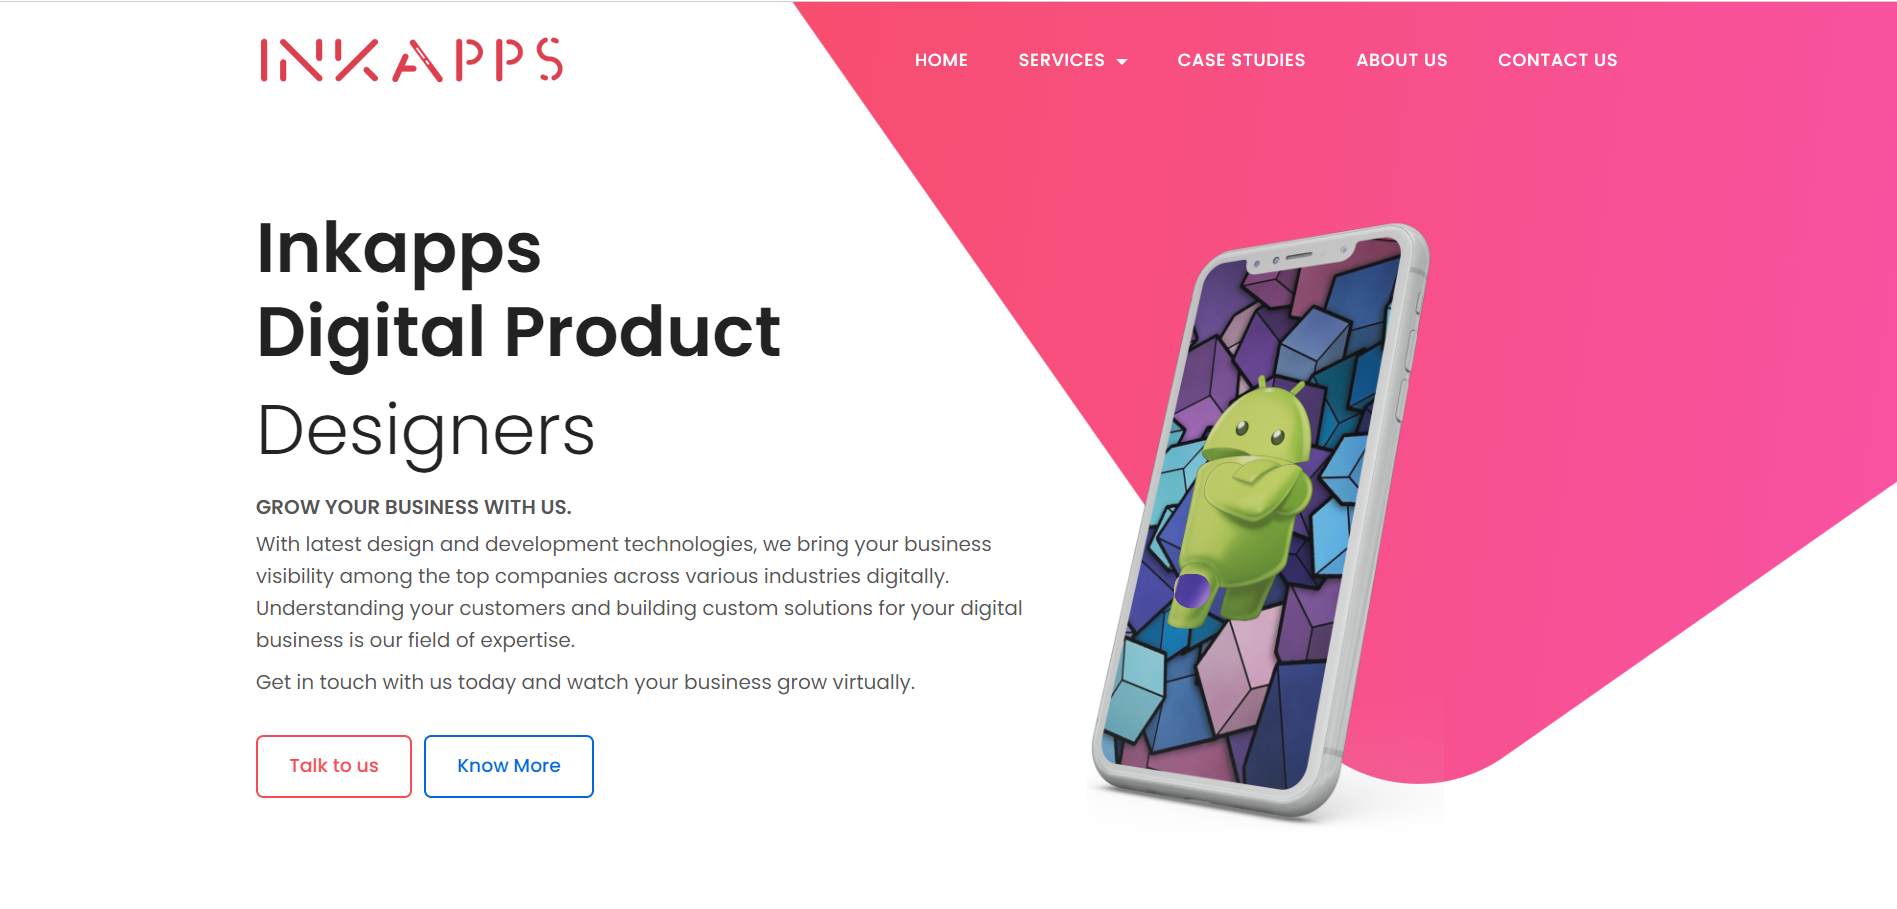 INKAPPS
HOME SERVICES CASE STUDIES ABOUT US CONTACT US
Inkapps
Digital Product
Designers
GROW YOUR BUSINESS WITH US.
With latest design and development technologies, we bring your business
visibility among the top companies across various industries digitally.
Understanding your customers and building custom solutions for your digital
business is our field of expertise.
Get in touch with us today and watch your business grow virtually.
Talk to us Know More